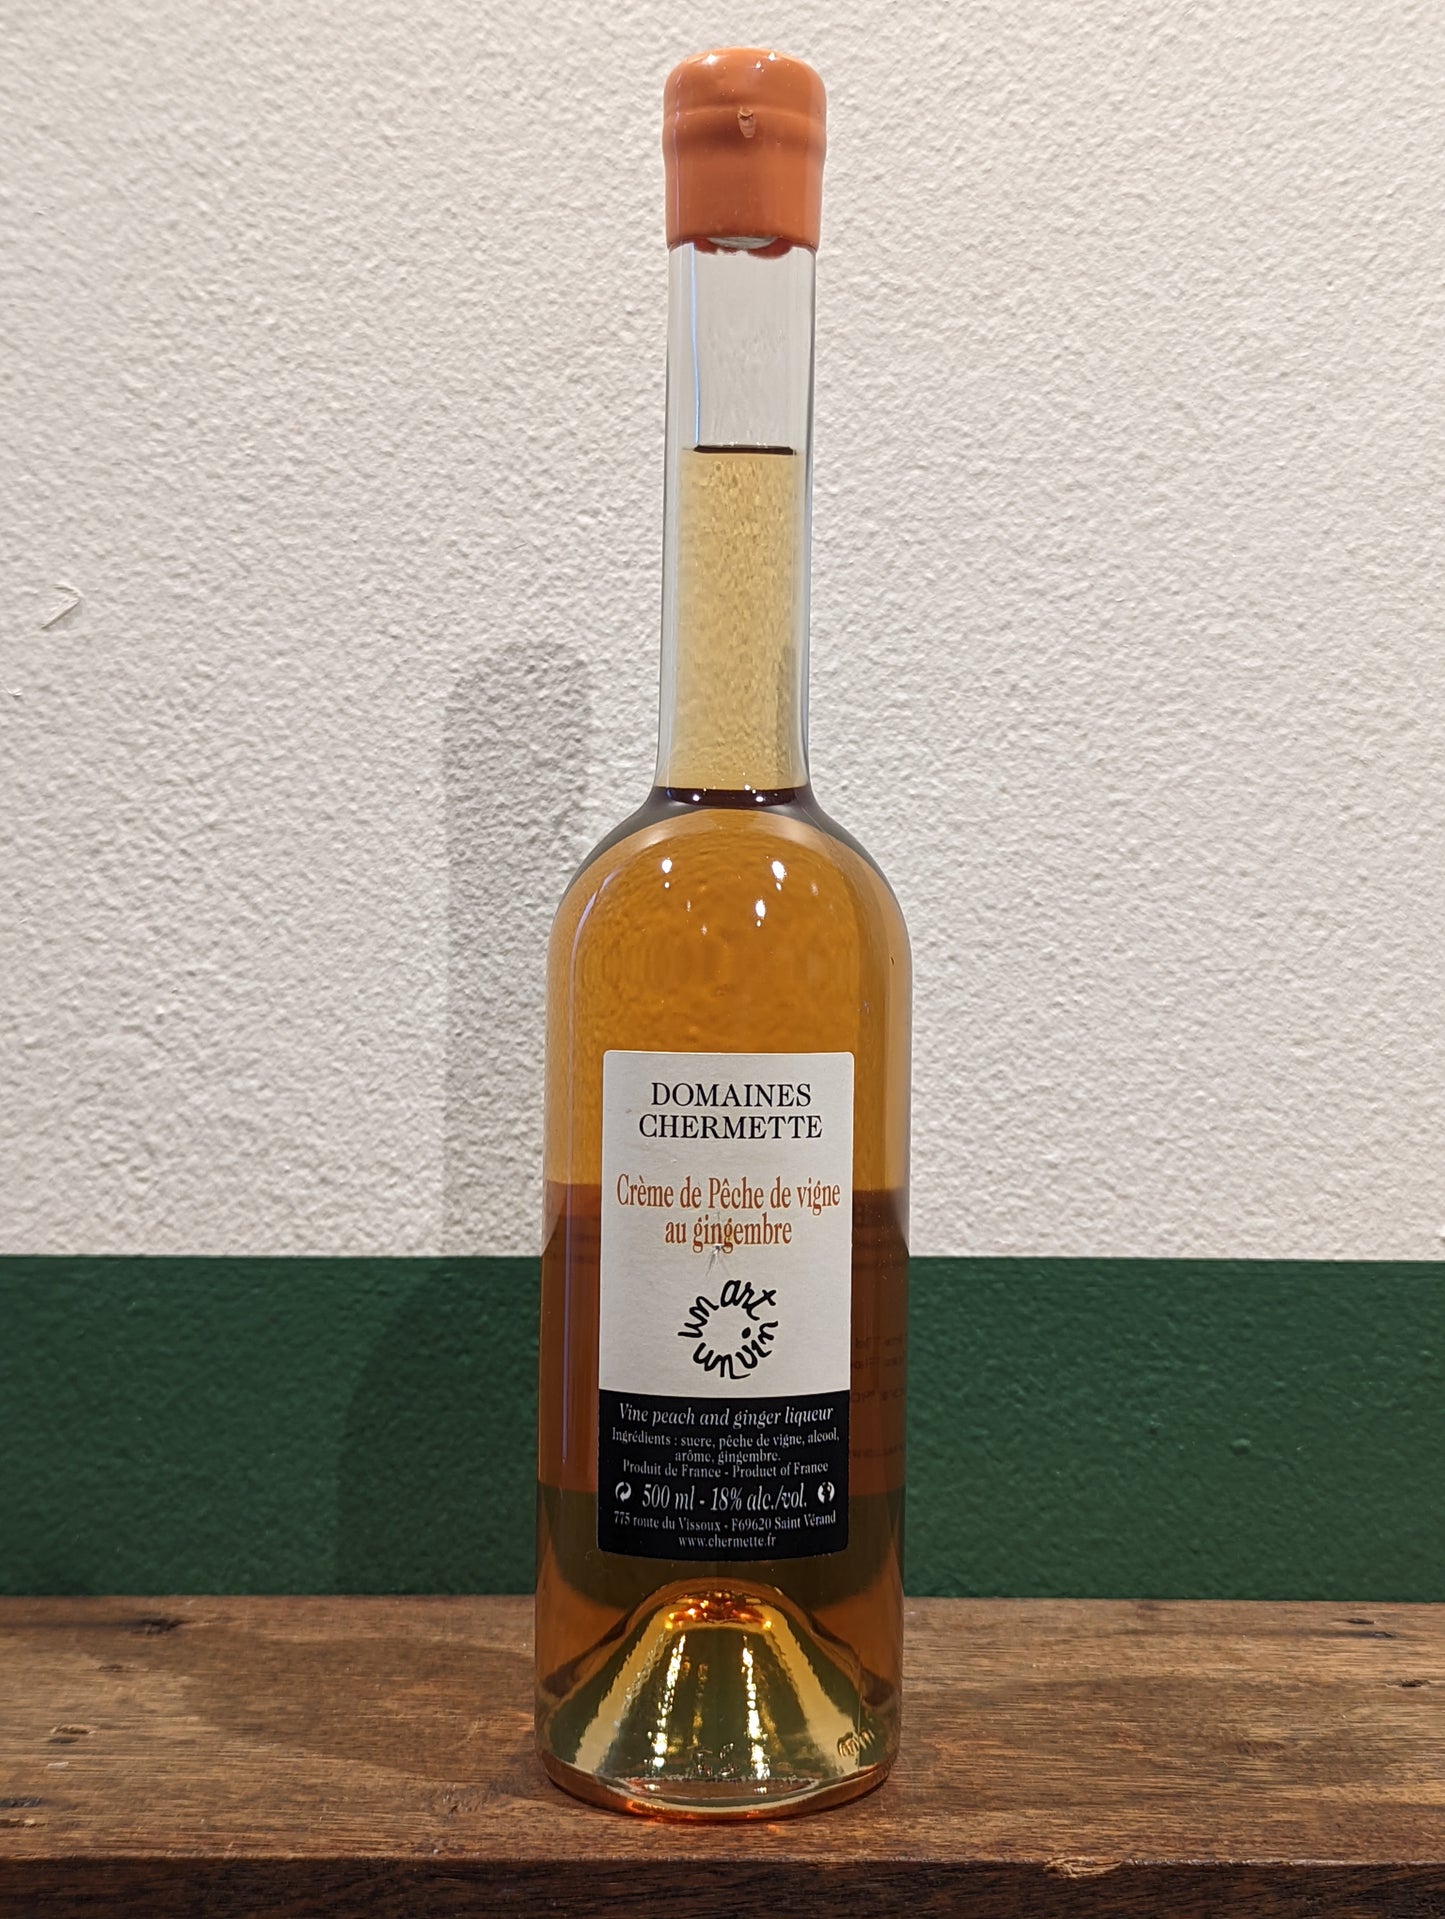 DOMAINES
CHERMETTE
Crème de Pêche de vigne
au gingembre
un art
un vin
Vine peach and ginger liqueur
Ingrédients : sucre, pêche de vigne, alcool,
arôme, gingembre.
Produit de France - Product of France
500 ml - 18% alc./vol.
775 route du Vissoux - F69620 Saint Vérand
www.chermette.fr